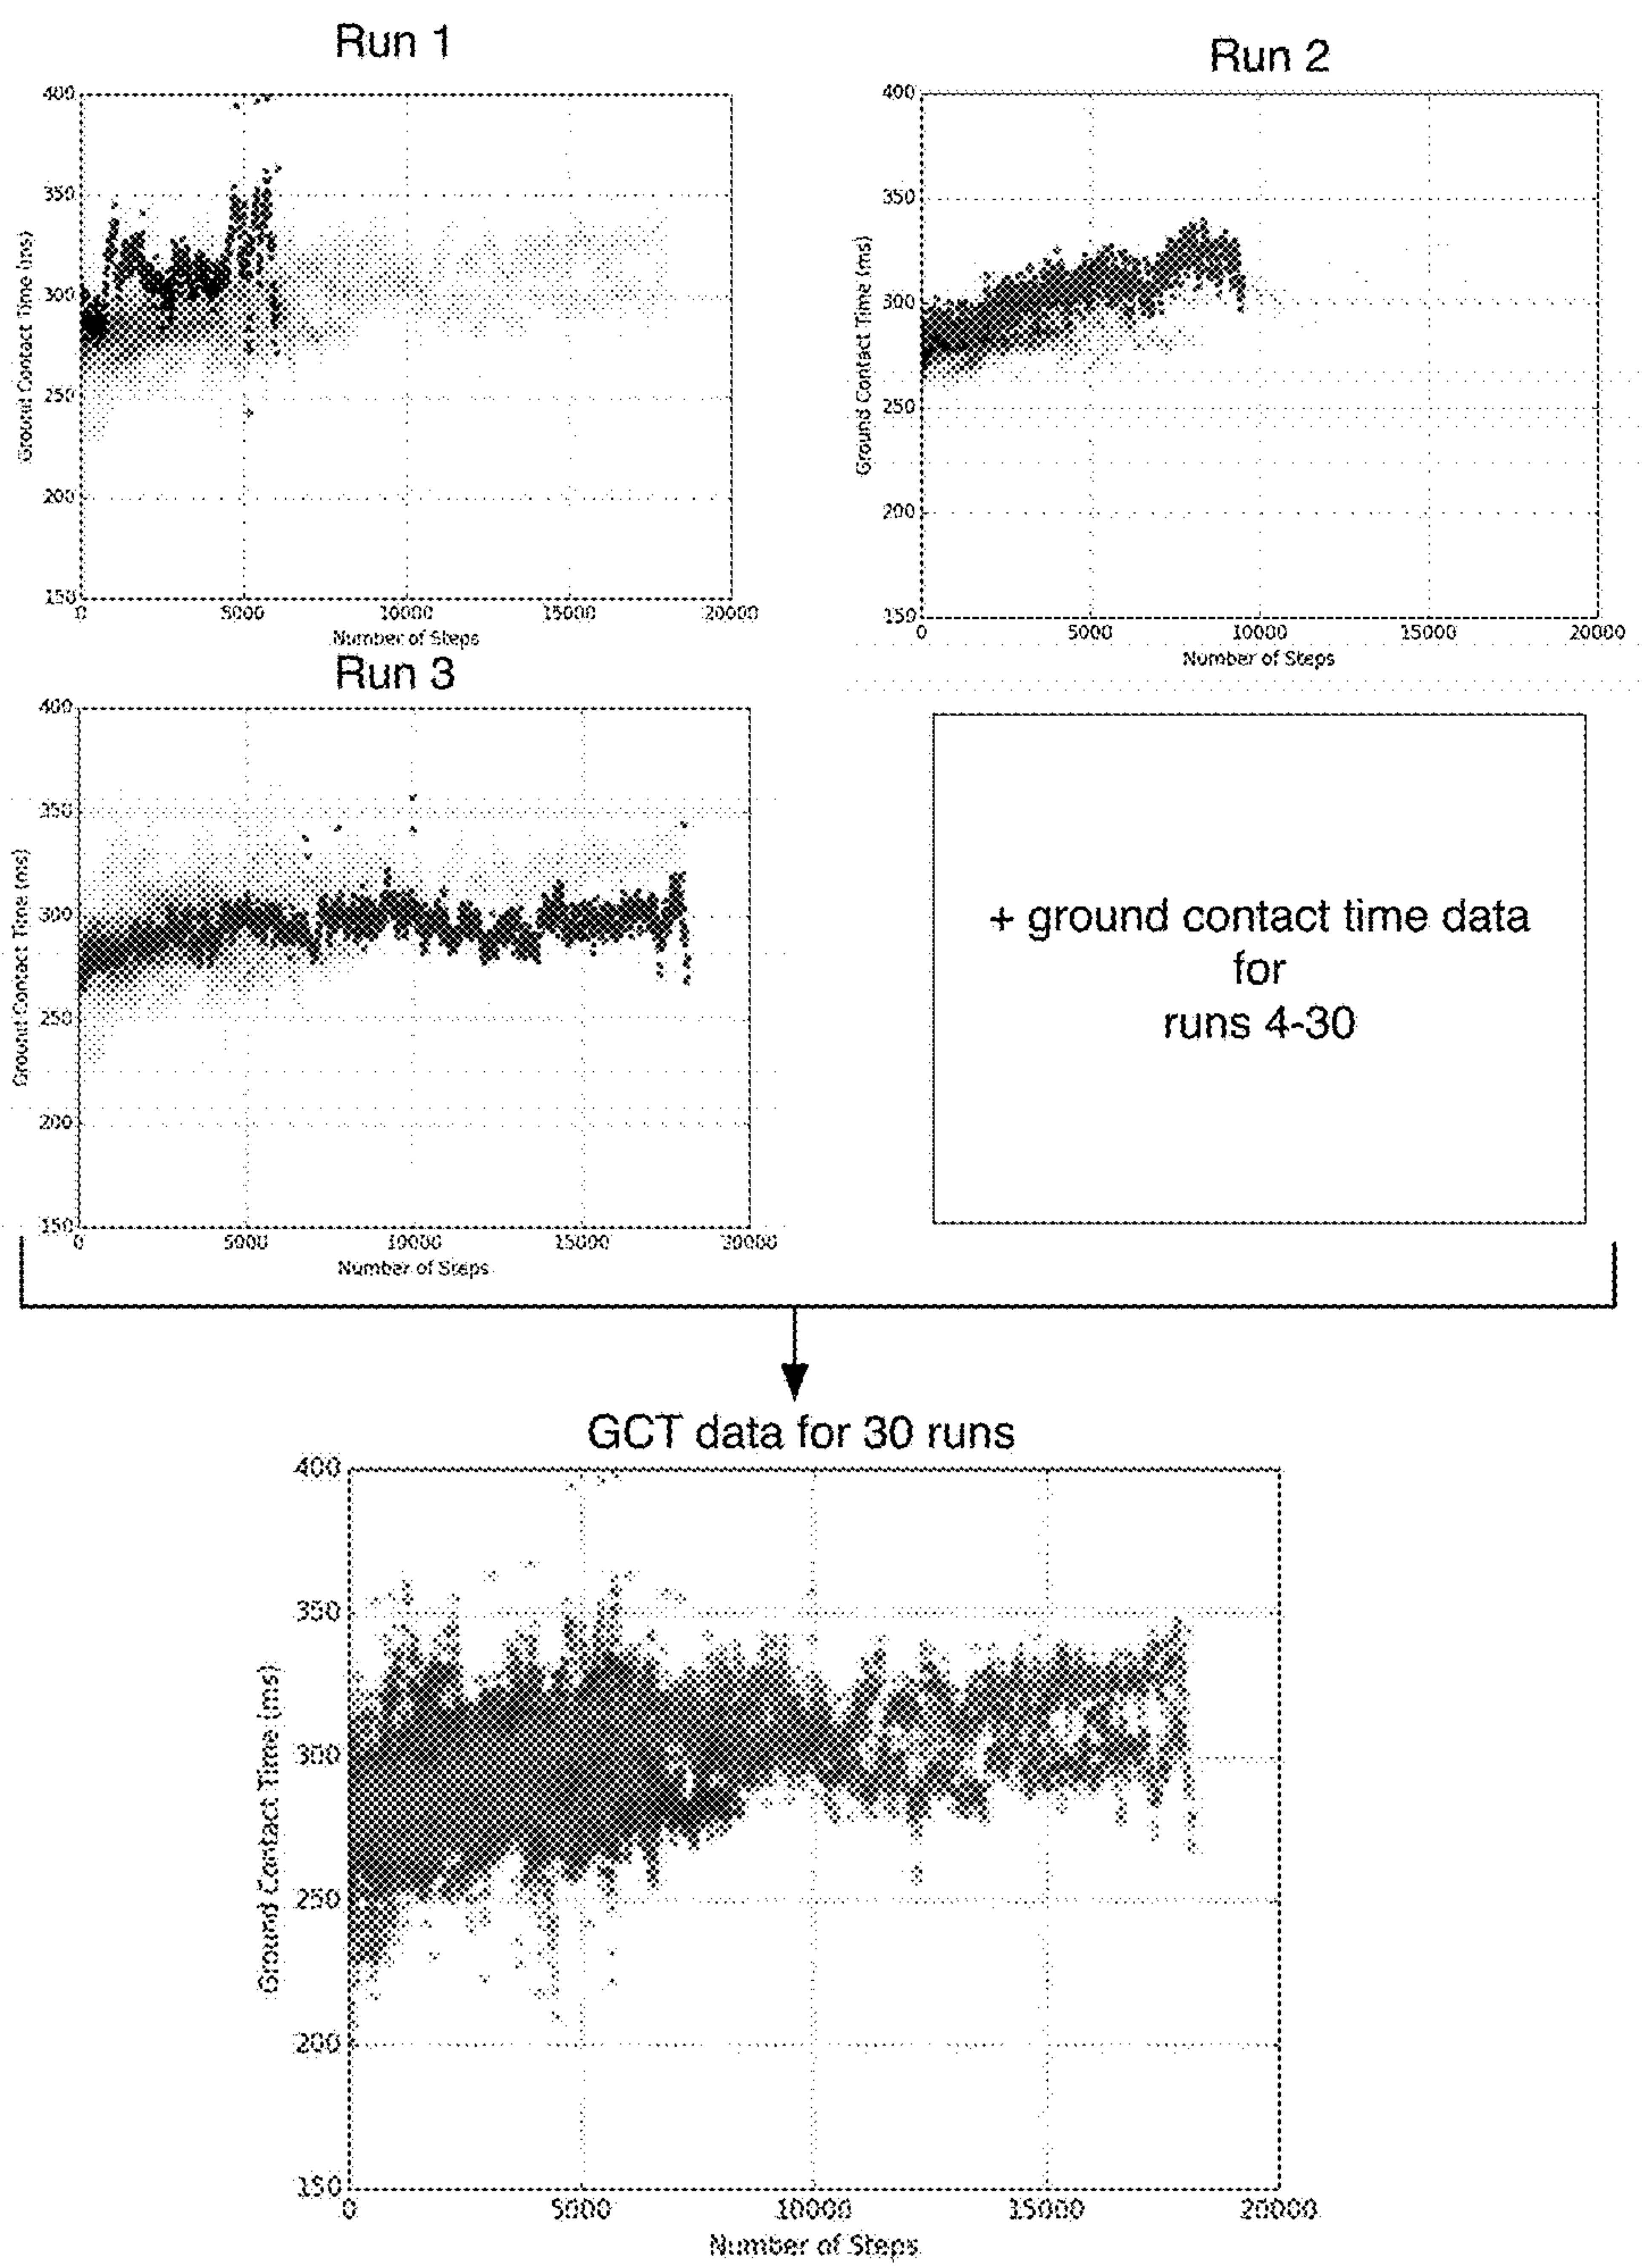 Run 1
400
350
300
250
200
150
0
5000
10000
15000
20000
Ground Contact Time (ms)
Number of Steps
Run 2
400
350
300
250
200
150
0
5000
10000
15000
20000
Ground Contact Time (ms)
Number of Steps
Run 3
400
350
300
250
200
150
0
5000
10000
15000
20000
Ground Contact Time (ms)
Number of Steps
+ ground contact time data
for
runs 4-30
GCT data for 30 runs
400
350
300
250
200
150
0
5000
10000
15000
20000
Ground Contact Time (ms)
Number of Steps